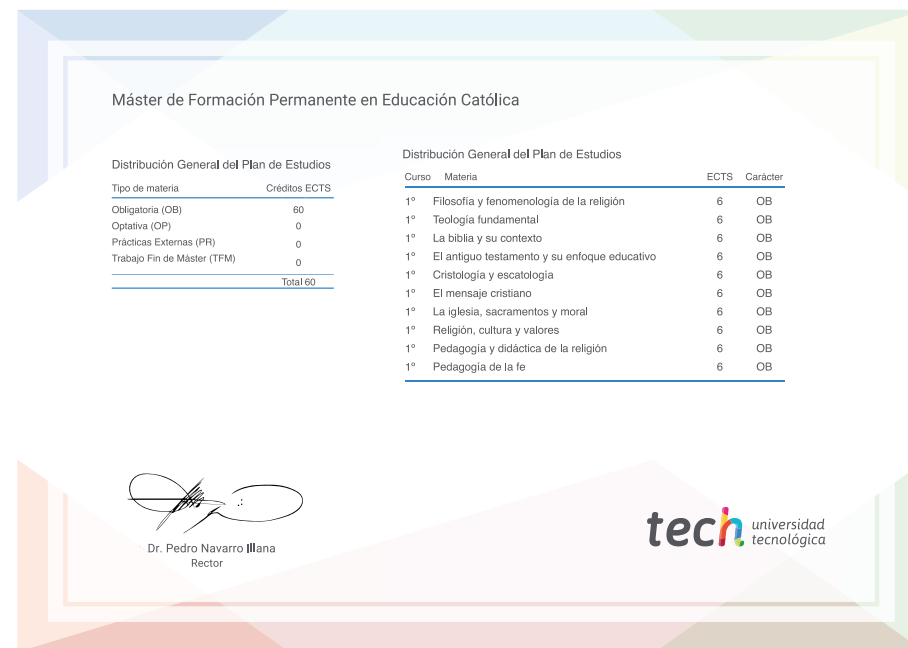 Máster de Formación Permanente en Educación Católica
Distribución General del Plan de Estudios
Tipo de materia Créditos ECTS
Obligatoria (OB) 60
Optativa (OP) 0
Prácticas Externas (PR) 0
Trabajo Fin de Máster (TFM) 0
Total 60
Distribución General del Plan de Estudios
Curso Materia ECTS Carácter
1º Filosofía y fenomenología de la religión 6 OB
1º Teología fundamental 6 OB
1º La biblia y su contexto 6 OB
1º El antiguo testamento y su enfoque educativo 6 OB
1º Cristología y escatología 6 OB
1º El mensaje cristiano 6 OB
1º La iglesia, sacramentos y moral 6 OB
1º Religión, cultura y valores 6 OB
1º Pedagogía y didáctica de la religión 6 OB
1º Pedagogía de la fe 6 OB
Dr. Pedro Navarro Illana
Rector
tech universidad
tecnológica